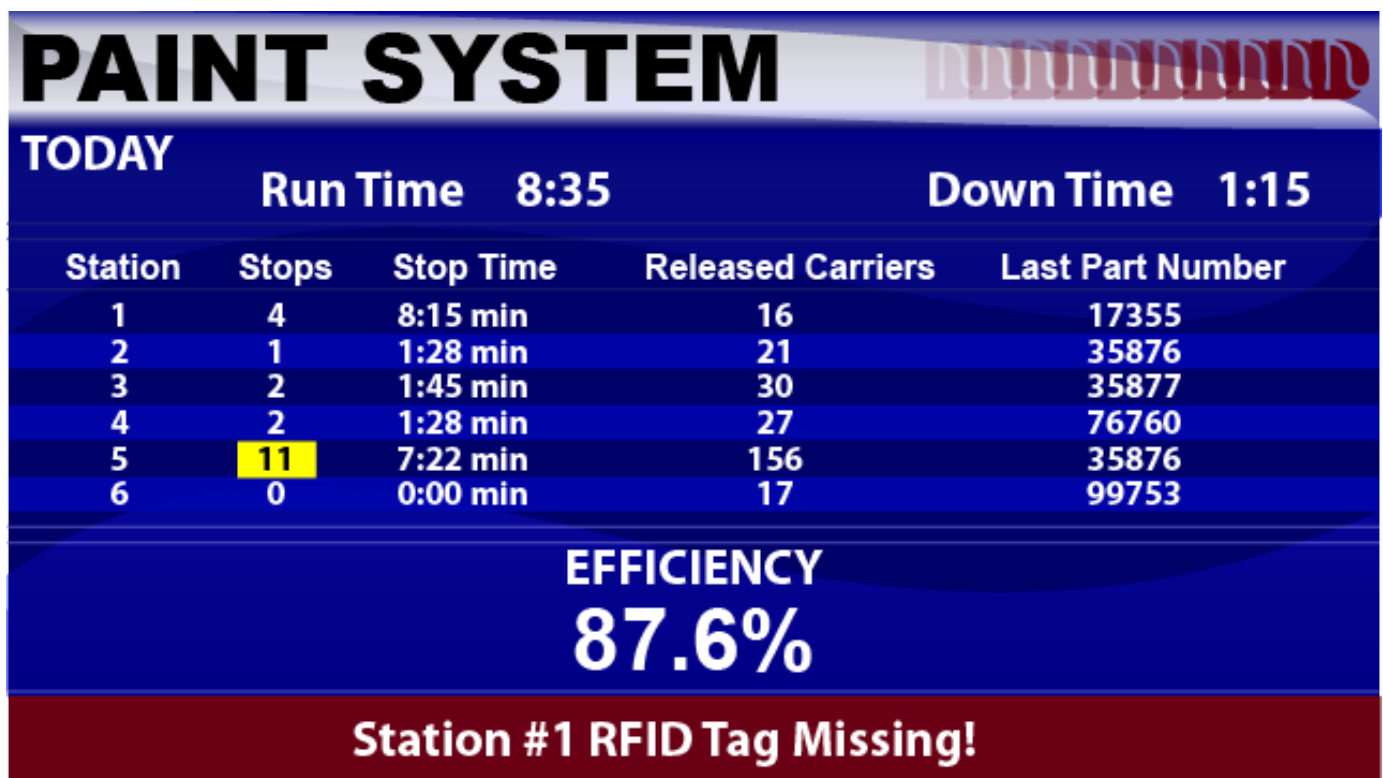 PAINT SYSTEM
TODAY
Run Time 8:35 Down Time 1:15
Station Stops Stop Time Released Carriers Last Part Number
1 4 8:15 min 16 17355
2 1 1:28 min 21 35876
3 2 1:45 min 30 35877
4 2 1:28 min 27 76760
5 11 7:22 min 156 35876
6 0 0:00 min 17 99753
EFFICIENCY
87.6%
Station #1 RFID Tag Missing!